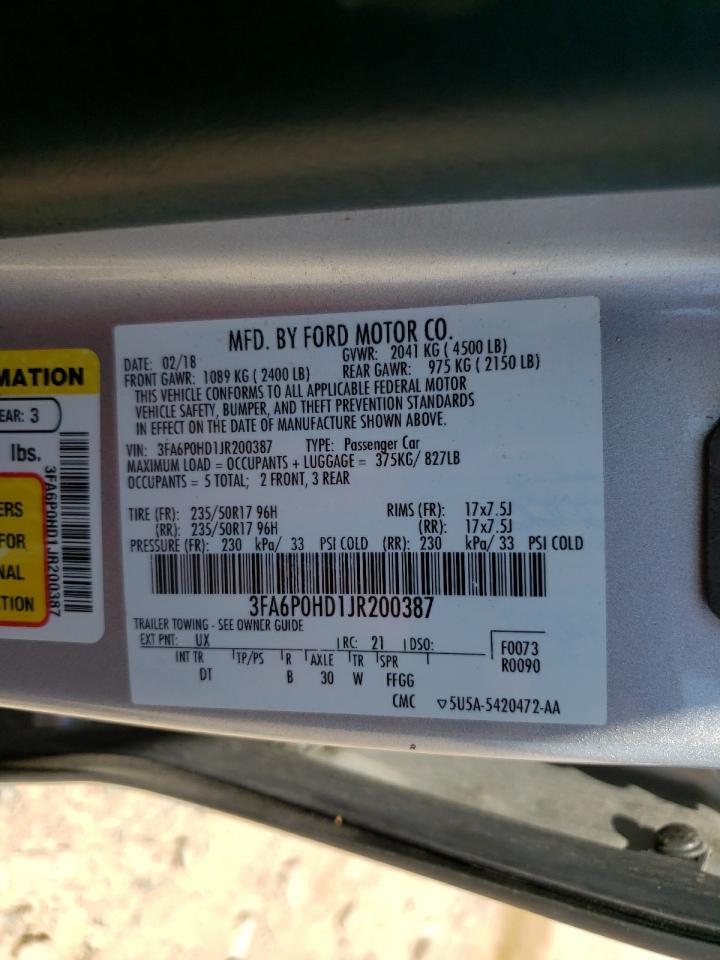 MFD. BY FORD MOTOR CO.
DATE: 02/18 GVWR: 2041 KG ( 4500 LB)
FRONT GAWR: 1089 KG ( 2400 LB) REAR GAWR: 975 KG ( 2150 LB)
THIS VEHICLE CONFORMS TO ALL APPLICABLE FEDERAL MOTOR
VEHICLE SAFETY, BUMPER, AND THEFT PREVENTION STANDARDS
IN EFFECT ON THE DATE OF MANUFACTURE SHOWN ABOVE.
VIN: 3FA6P0HD1JR200387 TYPE: Passenger Car
MAXIMUM LOAD = OCCUPANTS + LUGGAGE = 375KG/ 827LB
OCCUPANTS = 5 TOTAL; 2 FRONT, 3 REAR
TIRE (FR): 235/50R17 96H RIMS (FR): 17x7.5J
(RR): 235/50R17 96H (RR): 17x7.5J
PRESSURE (FR): 230 kPa/ 33 PSI COLD (RR): 230 kPa/ 33 PSI COLD
3FA6P0HD1JR200387
TRAILER TOWING - SEE OWNER GUIDE
EXT PNT: UX RC: 21 DSO:
F0073
R0090
INT TR TP/PS R AXLE TR SPR
DT B 30 W FFGG
CMC ▽5U5A-5420472-AA
MATION
EAR: 3
lbs.
ERS
FOR
NAL
TION
3FA6P0HD1JR200387